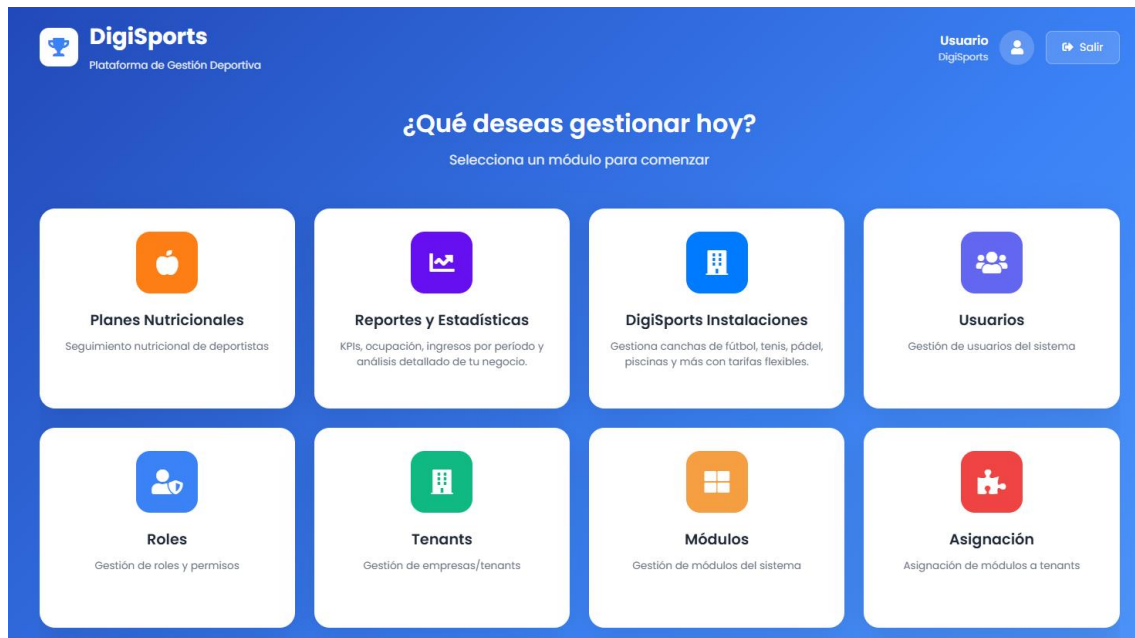 DigiSports
Plataforma de Gestión Deportiva
Usuario
DigiSports
Salir
¿Qué deseas gestionar hoy?
Selecciona un módulo para comenzar
Planes Nutricionales
Seguimiento nutricional de deportistas
Reportes y Estadísticas
KPIs, ocupación, ingresos por período y
análisis detallado de tu negocio.
DigiSports Instalaciones
Gestiona canchas de fútbol, tenis, pádel,
piscinas y más con tarifas flexibles.
Usuarios
Gestión de usuarios del sistema
Roles
Gestión de roles y permisos
Tenants
Gestión de empresas/tenants
Módulos
Gestión de módulos del sistema
Asignación
Asignación de módulos a tenants